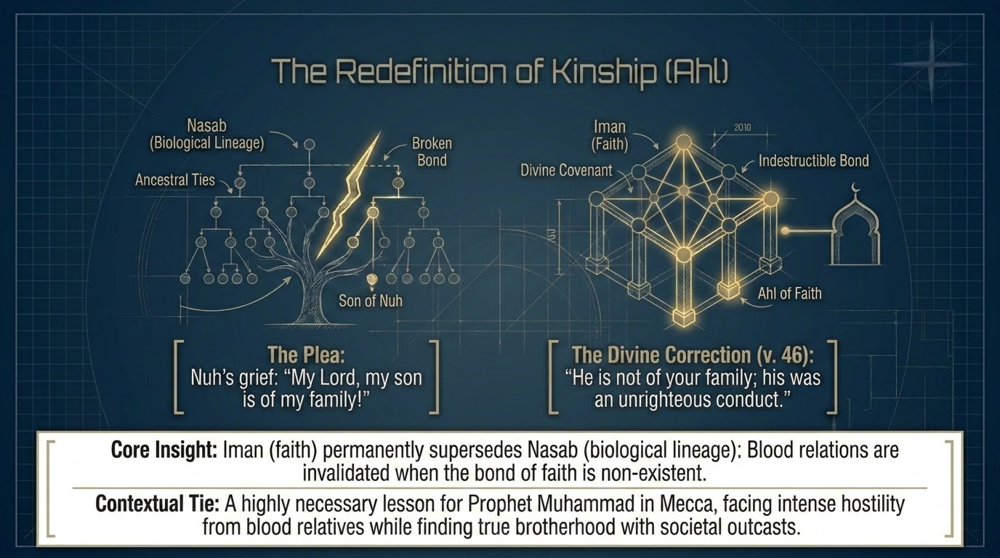 The Redefinition of Kinship (Ahl)
Nasab
(Biological Lineage)
Broken
Bond
Ancestral Ties
Son of Nuh
Iman
(Faith)
2010
Divine Covenant
Indestructible Bond
Ahl of Faith
The Plea:
Nuh's grief: “My Lord, my son
is of my family!”
The Divine Correction (v. 46):
“He is not of your family; his was
an unrighteous conduct.”
Core Insight: Iman (faith) permanently supersedes Nasab (biological lineage): Blood relations are
invalidated when the bond of faith is non-existent.
Contextual Tie: A highly necessary lesson for Prophet Muhammad in Mecca, facing intense hostility
from blood relatives while finding true brotherhood with societal outcasts.